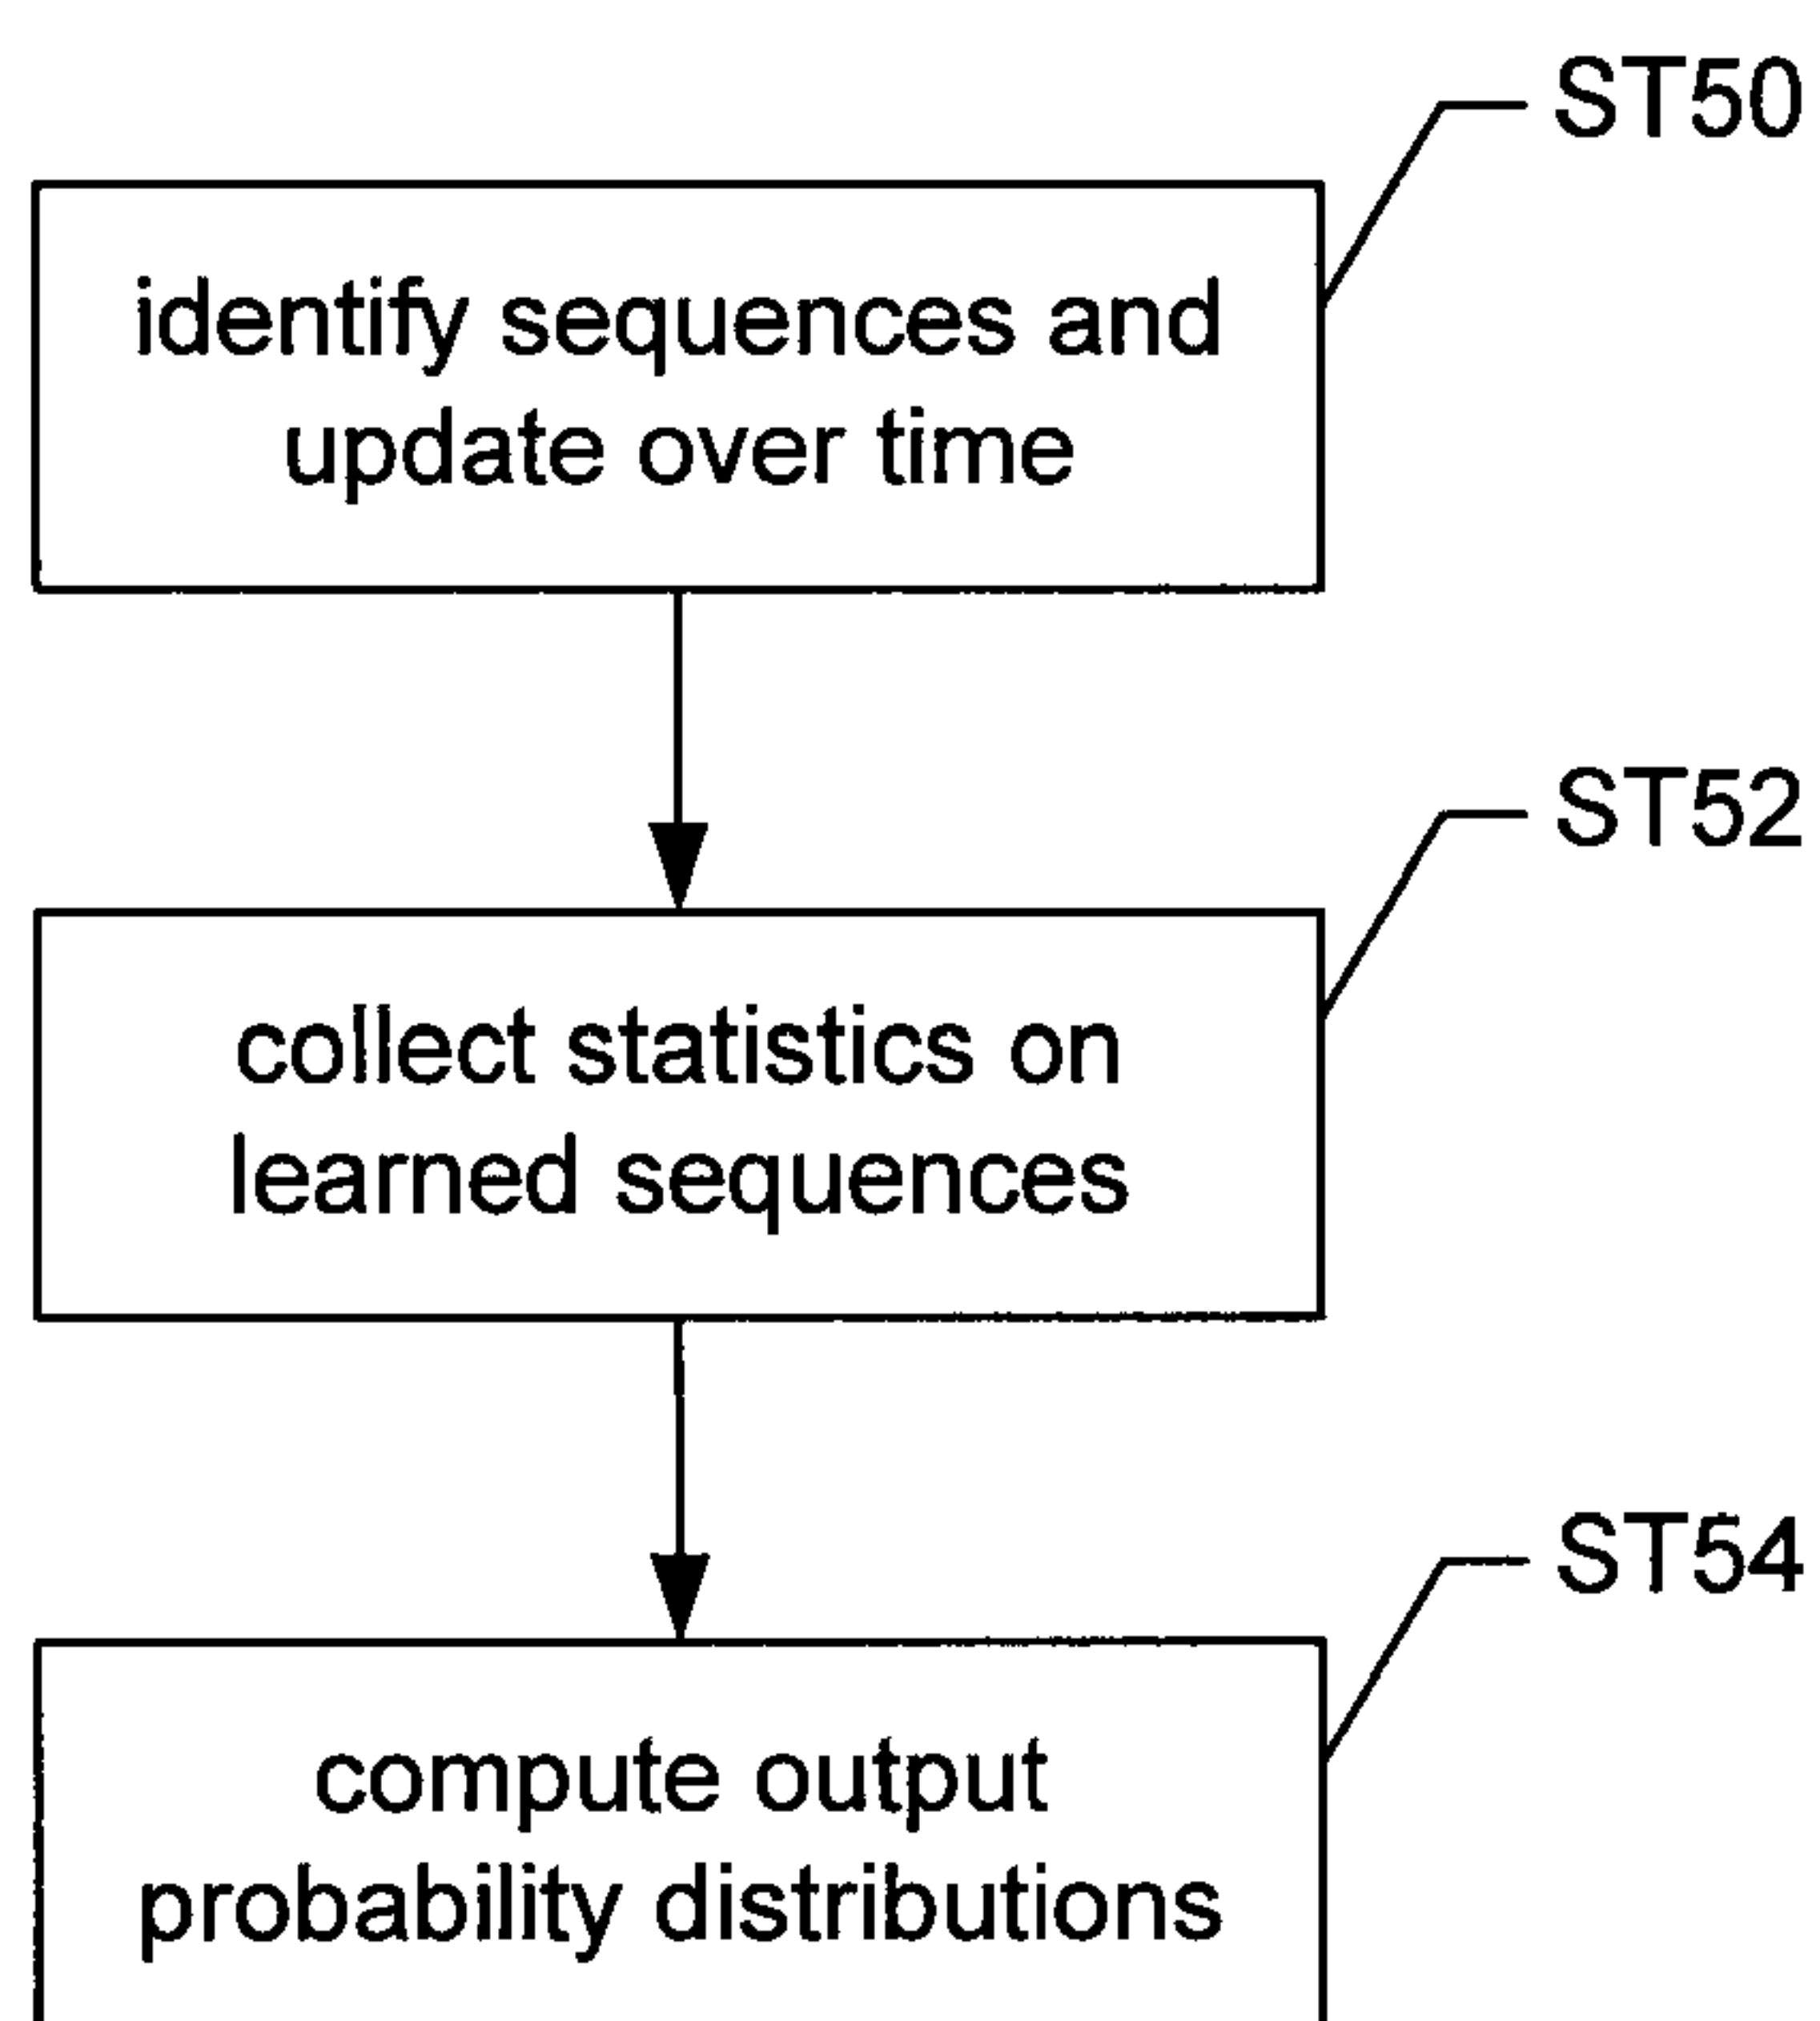 ST50
identify sequences and
update over time
ST52
collect statistics on
learned sequences
ST54
compute output
probability distributions